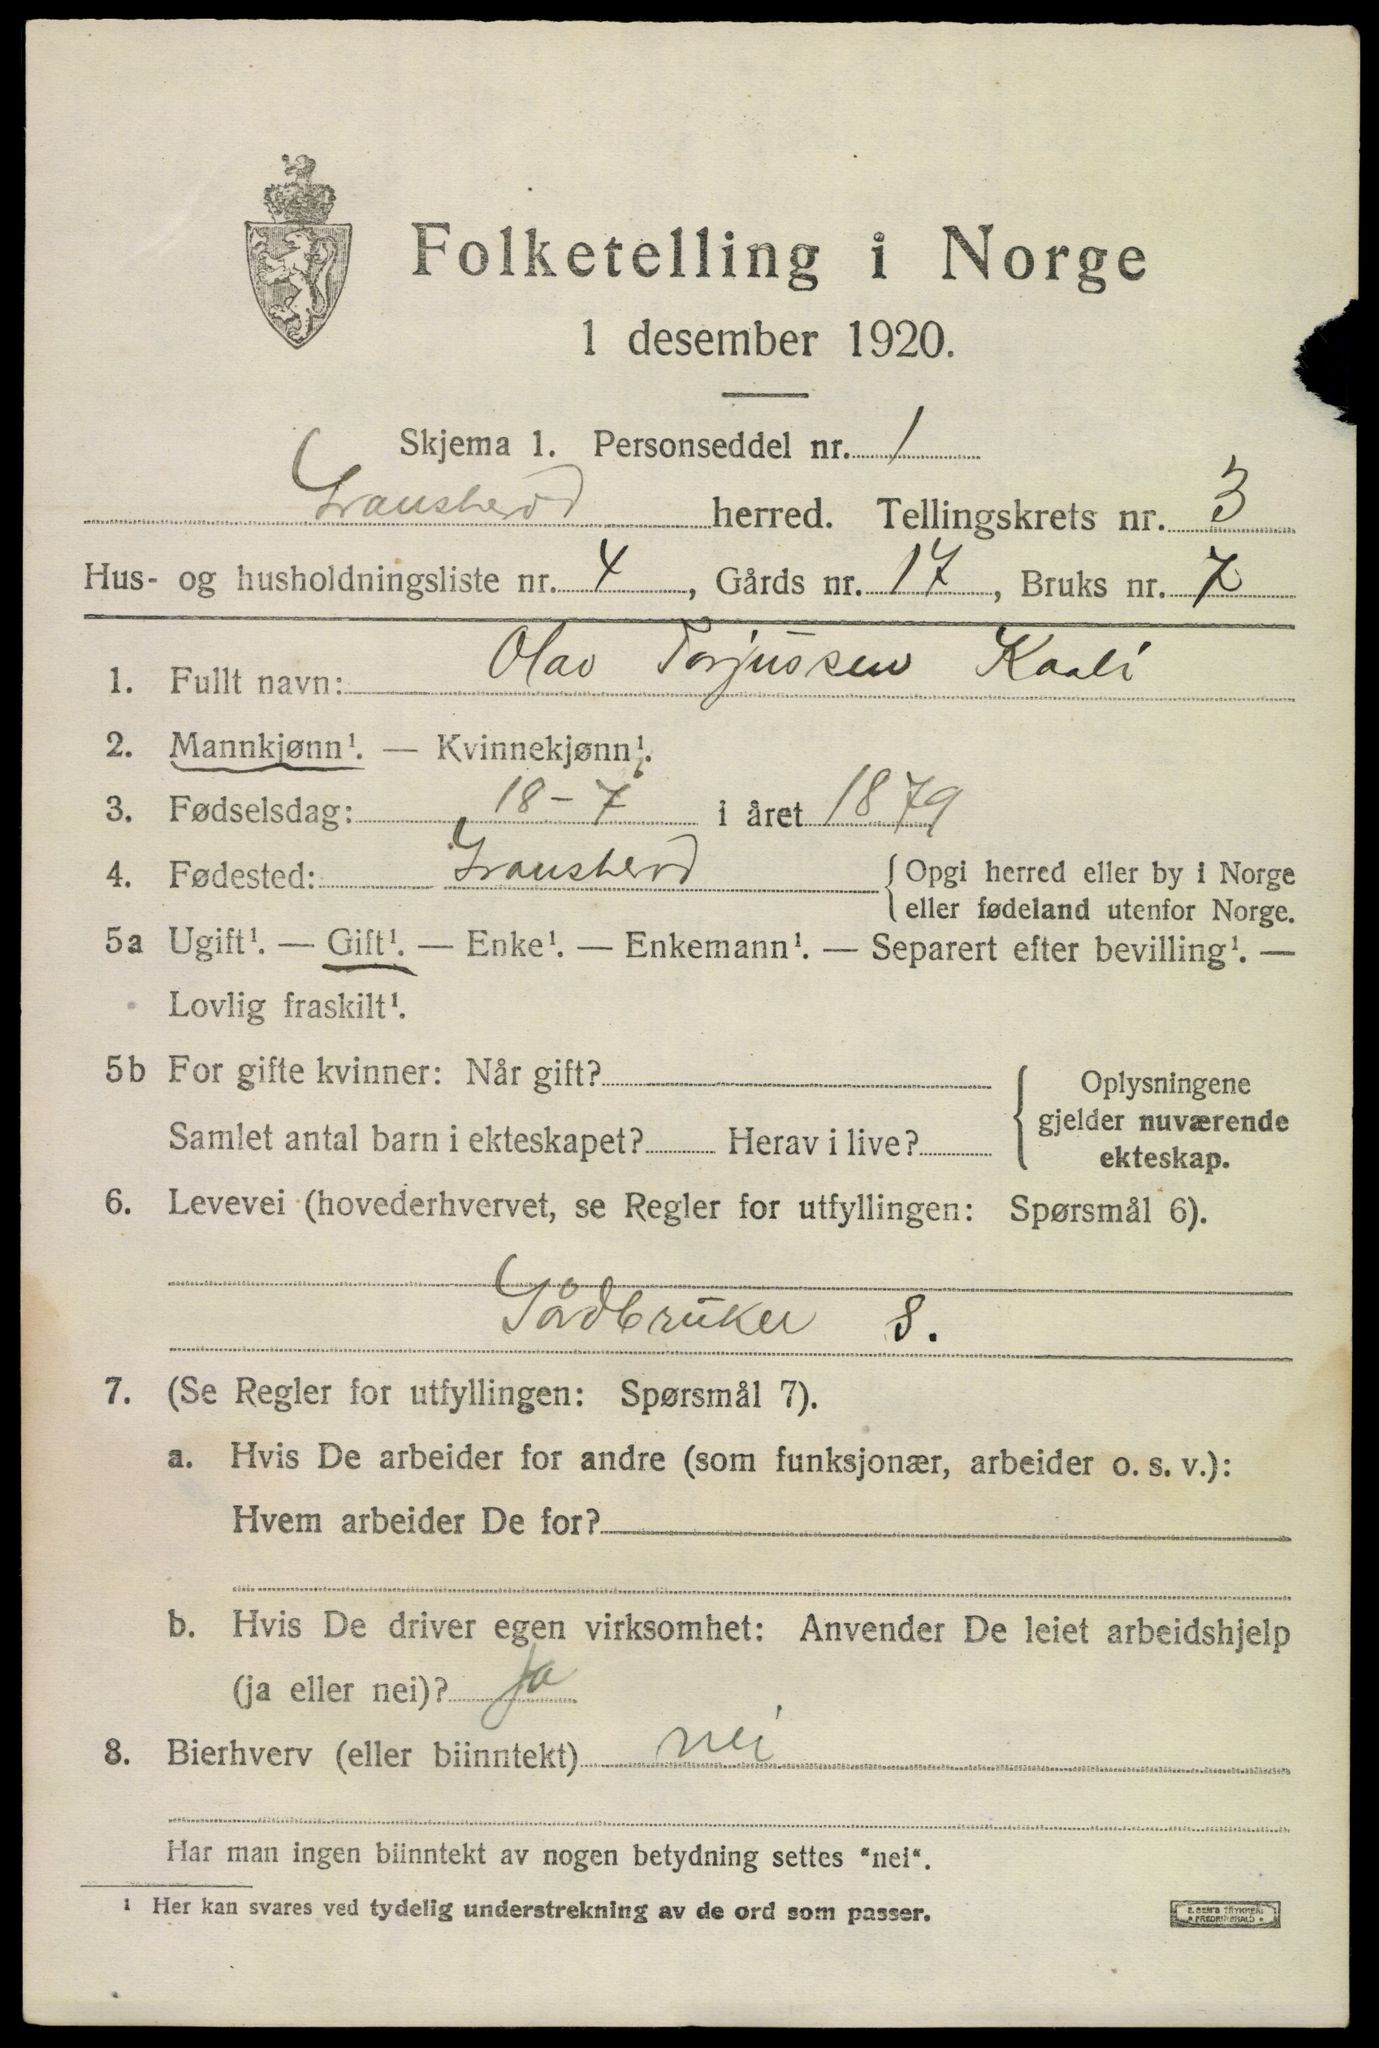 Folketelling i Norge
1 desember 1920.
Skjema 1. Personseddel nr. 1
Gransherad herred. Tellingskrets nr. 3
Hus- og husholdningsliste nr. 4, Gårds nr. 17, Bruks nr. 7
1. Fullt navn: Olav Torjussen Kaali
2. Mannkjønn¹. — Kvinnekjønn¹.
3. Fødselsdag: 18-7 i året 1879
4. Fødested: Gransherad {Opgi herred eller by i Norge
eller fødeland utenfor Norge.
5a Ugift¹. — Gift¹. — Enke¹. — Enkemann¹. — Separert efter bevilling¹. —
Lovlig fraskilt¹.
5b For gifte kvinner: Når gift?
Samlet antal barn i ekteskapet? Herav i live?
{Oplysningene
gjelder nuværende
ekteskap.
6. Levevei (hovederhvervet, se Regler for utfyllingen: Spørsmål 6).
Gårdbruker S.
7. (Se Regler for utfyllingen: Spørsmål 7).
a. Hvis De arbeider for andre (som funksjonær, arbeider o. s. v.):
Hvem arbeider De for?
b. Hvis De driver egen virksomhet: Anvender De leiet arbeidshjelp
(ja eller nei)? Ja
8. Bierhverv (eller biinntekt) nei
Har man ingen biinntekt av nogen betydning settes "nei".
¹ Her kan svares ved tydelig understrekning av de ord som passer.